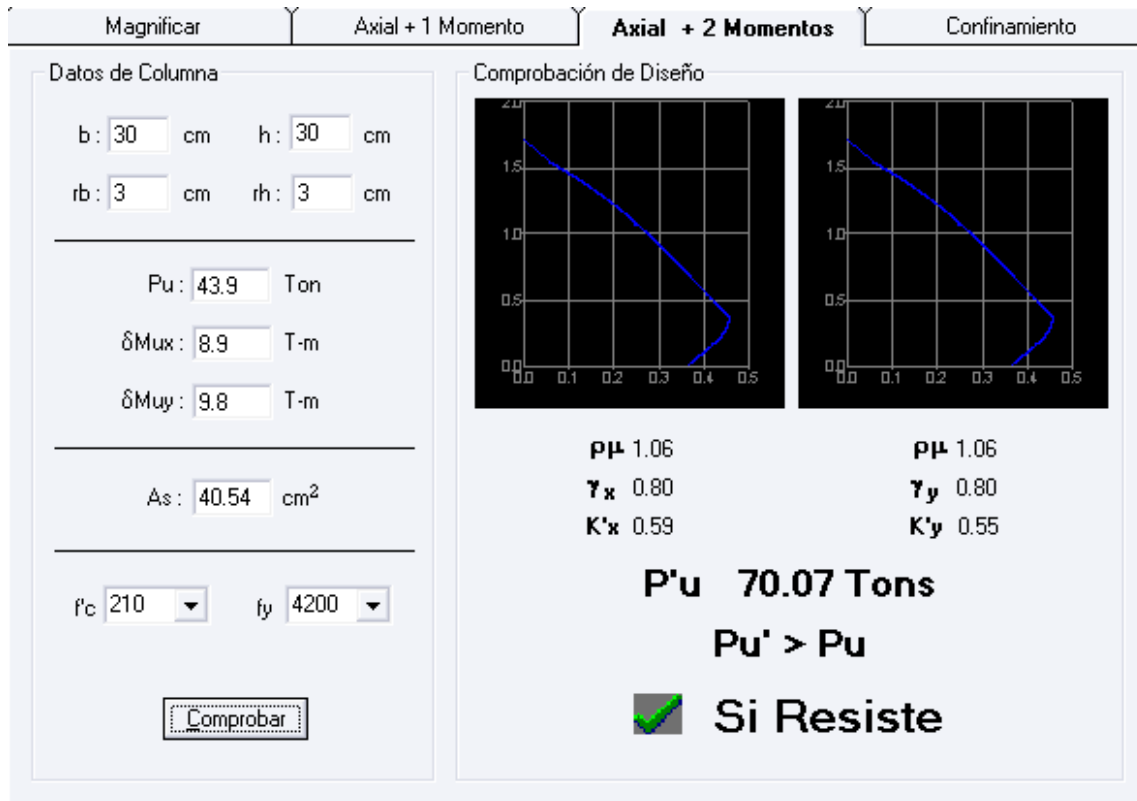 Magnificar
Axial + 1 Momento
Axial + 2 Momentos
Confinamiento
Datos de Columna
b : 30 cm h : 30 cm
rb : 3 cm rh : 3 cm
Pu : 43.9 Ton
δMux : 8.9 T-m
δMuy : 9.8 T-m
As : 40.54 cm²
f'c 210 fy 4200
Comprobar
Comprobación de Diseño
2.0
1.5
1.0
0.5
0.0
0.0 0.1 0.2 0.3 0.4 0.5
2.0
1.5
1.0
0.5
0.0
0.0 0.1 0.2 0.3 0.4 0.5
ρμ 1.06
γx 0.80
K'x 0.59
ρμ 1.06
γy 0.80
K'y 0.55
P'u 70.07 Tons
Pu' > Pu
Si Resiste